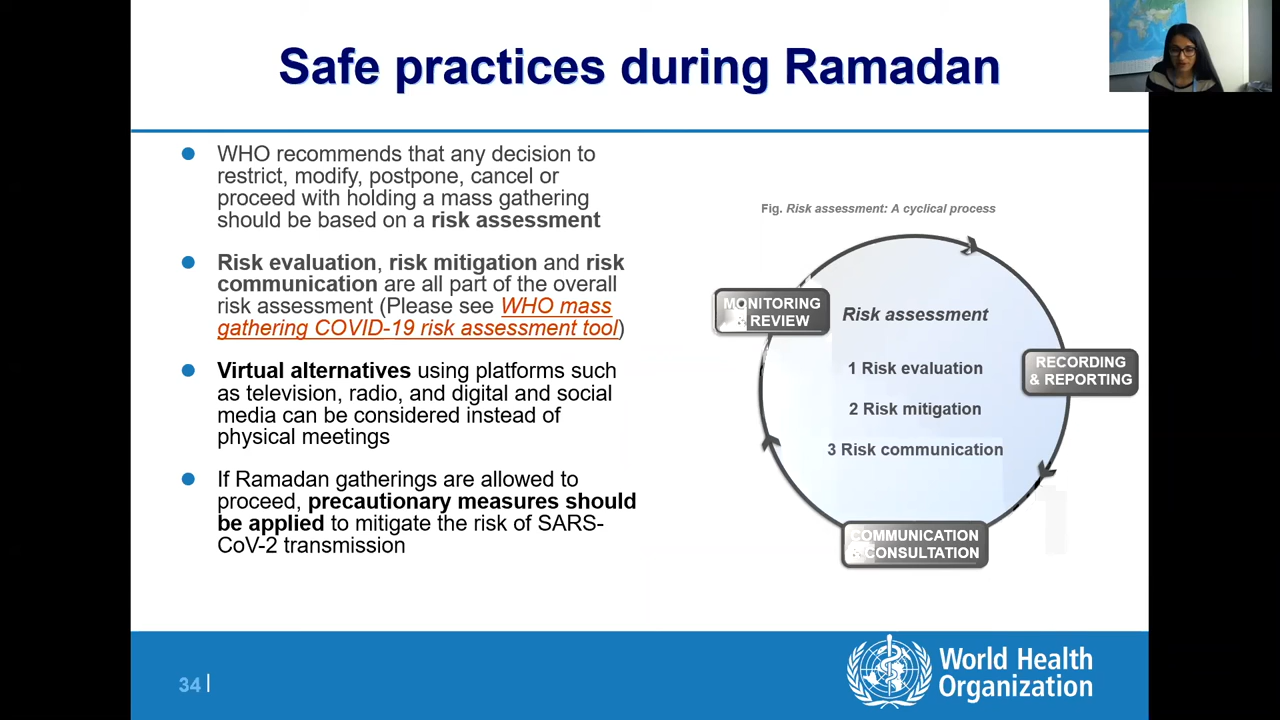 Safe practices during Ramadan
WHO recommends that any decision to
restrict, modify, postpone, cancel or
proceed with holding a mass gathering
should be based on a risk assessment
Risk evaluation, risk mitigation and risk
communication are all part of the overall
risk assessment (Please see WHO mass
gathering COVID-19 risk assessment tool)
Virtual alternatives using platforms such
as television, radio, and digital and social
media can be considered instead of
physical meetings
If Ramadan gatherings are allowed to
proceed, precautionary measures should
be applied to mitigate the risk of SARS-
CoV-2 transmission
Fig. Risk assessment: A cyclical process
MONITORING
REVIEW
Risk assessment
1 Risk evaluation
2 Risk mitigation
3 Risk communication
RECORDING
& REPORTING
COMMUNICATION
CONSULTATION
34 |
World Health
Organization